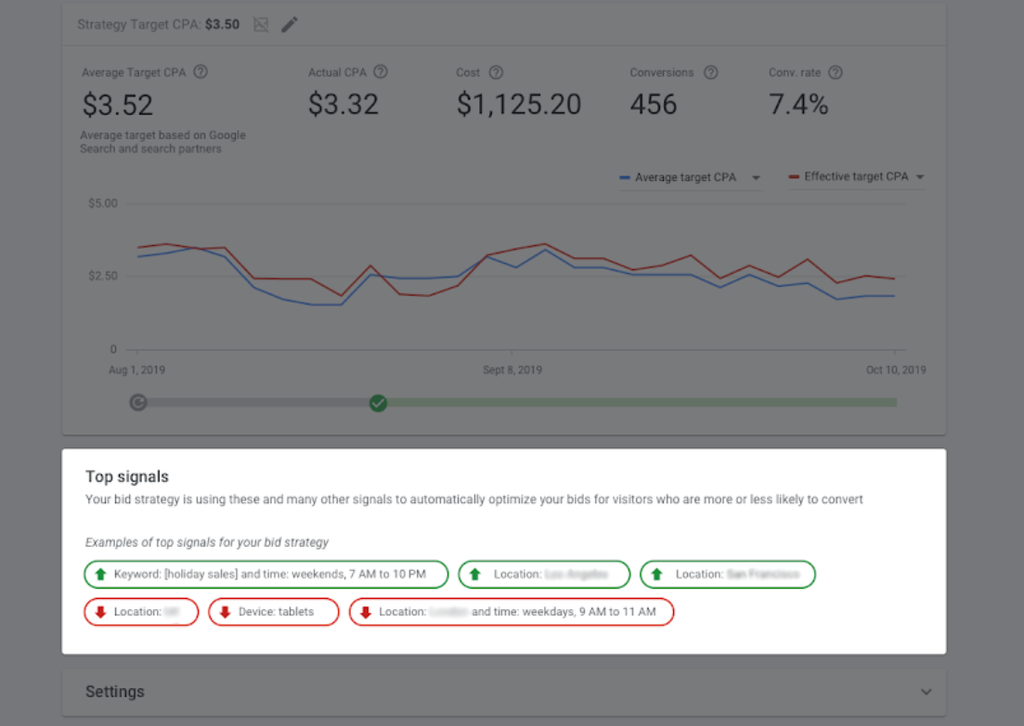 Strategy Target CPA: $3.50
Average Target CPA
Actual CPA
Cost
Conversions
Conv. rate
$3.52
$3.32
$1,125.20
456
7.4%
Average target based on Google
Search and search partners
Average target CPA
Effective target CPA
$5.00
$2.50
0
Aug 1, 2019
Sept 8, 2019
Oct 10, 2019
Top signals
Your bid strategy is using these and many other signals to automatically optimize your bids for visitors who are more or less likely to convert
Examples of top signals for your bid strategy
Keyword: [holiday sales] and time: weekends, 7 AM to 10 PM
Location:
Location:
Location:
Device: tablets
Location: and time: weekdays, 9 AM to 11 AM
Settings